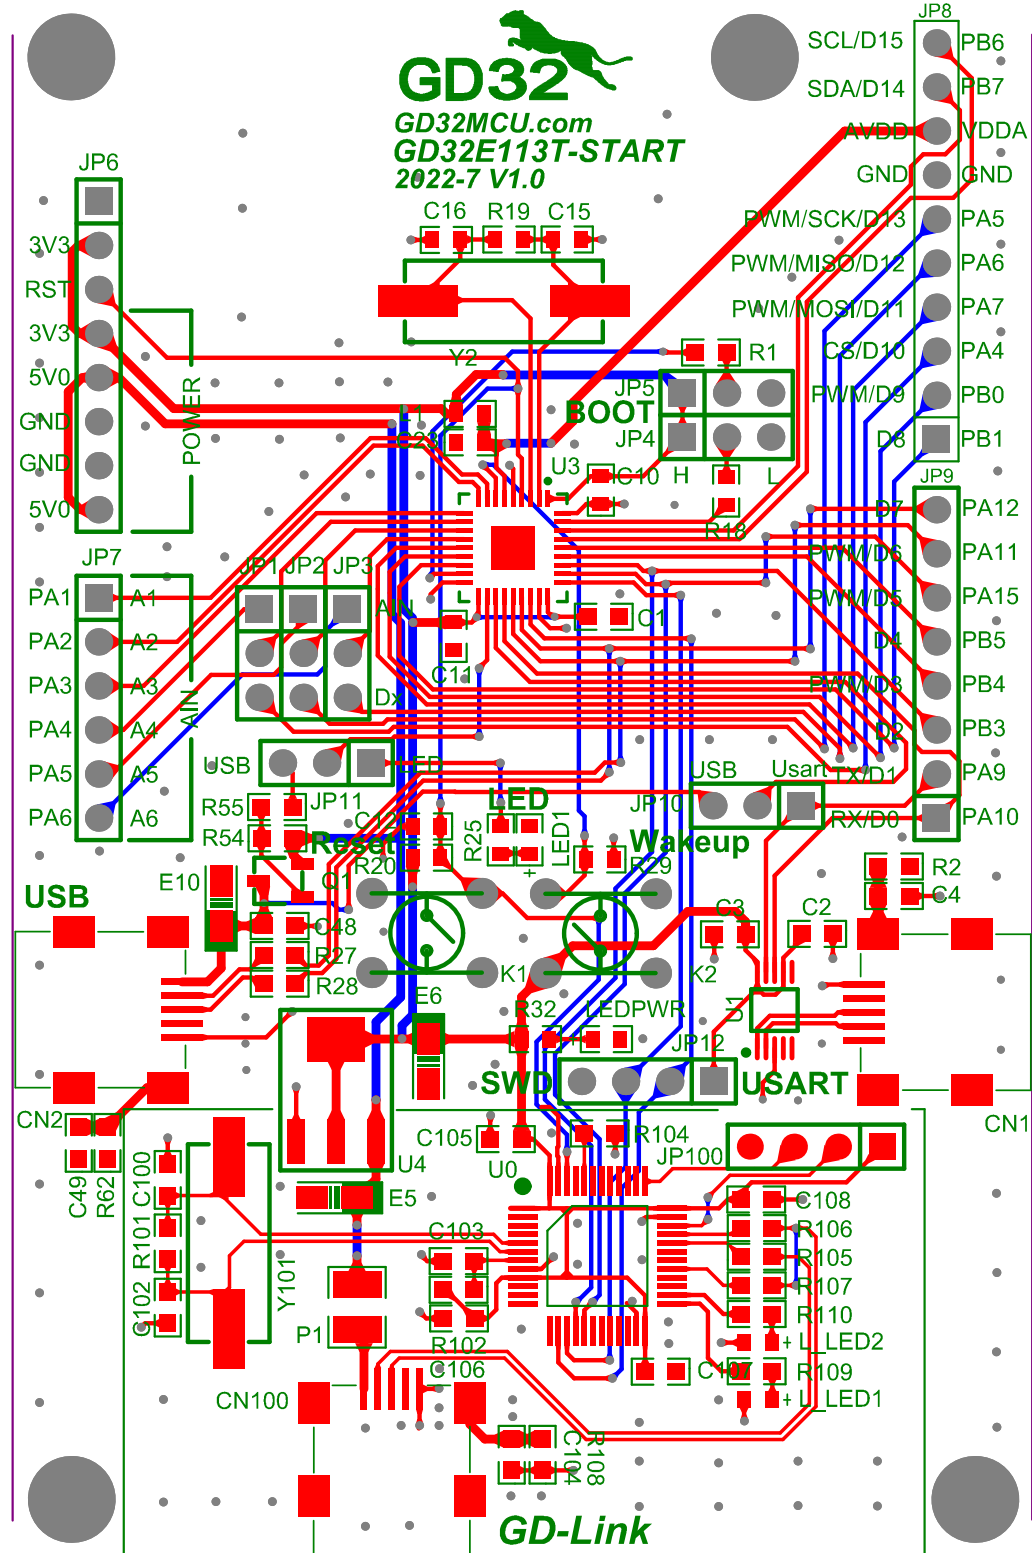 JP8
SCL/D15 PB6
SDA/D14 PB7
AVDD VDDA
GND GND
PWM/SCK/D13 PA5
PWM/MISO/D12 PA6
PWM/MOSI/D11 PA7
CS/D10 PA4
PWM/D9 PB0
D8 PB1
GD32
GD32MCU.com
GD32E113T-START
2022-7 V1.0
JP6
3V3
RST
3V3
5V0
GND
GND
5V0
POWER
C16 R19 C15
Y2
R1
JP5
BOOT
JP4
H L
R18
C10
U3
C23
JP9
D7 PA12
PWM/D6 PA11
PWM/D5 PA15
D4 PB5
PWM/D3 PB4
D2 PB3
TX/D1 PA9
RX/D0 PA10
JP7
PA1 A1
PA2 A2
PA3 A3
PA4 A4
PA5 A5
PA6 A6
AIN
JP1 JP2 JP3
AIN
Dx
C1
C11
USB LED
JP11
USB Usart
JP10
LED
R55
R54
Reset
R20
R25
LED1
+
Wakeup
R29
E10
Q1
USB
C48
R27
R28
K1
K2
R2
C4
C3 C2
U1
E6
R32
LEDPWR
JP12
SWD USART
CN2
CN1
C49
R62
C100
R101
C102
Y101
U4
C105
U0
R104
JP100
E5
C103
R102
C106
P1
CN100
C108
R106
R105
R107
R110
+ L_LED2
C107
R109
+ L_LED1
C104
R108
GD-Link